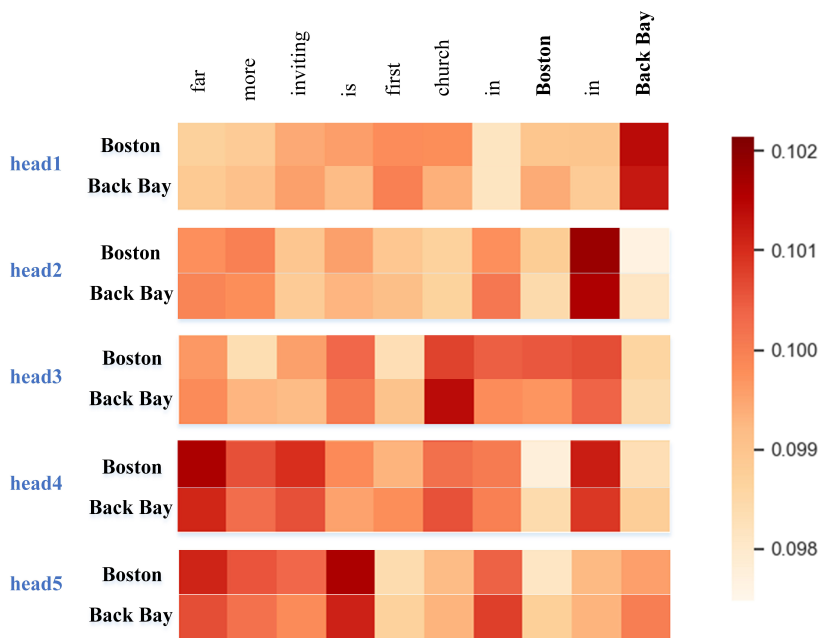 far more inviting is first church in Boston in Back Bay
head1
Boston
Back Bay
head2
Boston
Back Bay
head3
Boston
Back Bay
head4
Boston
Back Bay
head5
Boston
Back Bay
0.102
0.101
0.100
0.099
0.098